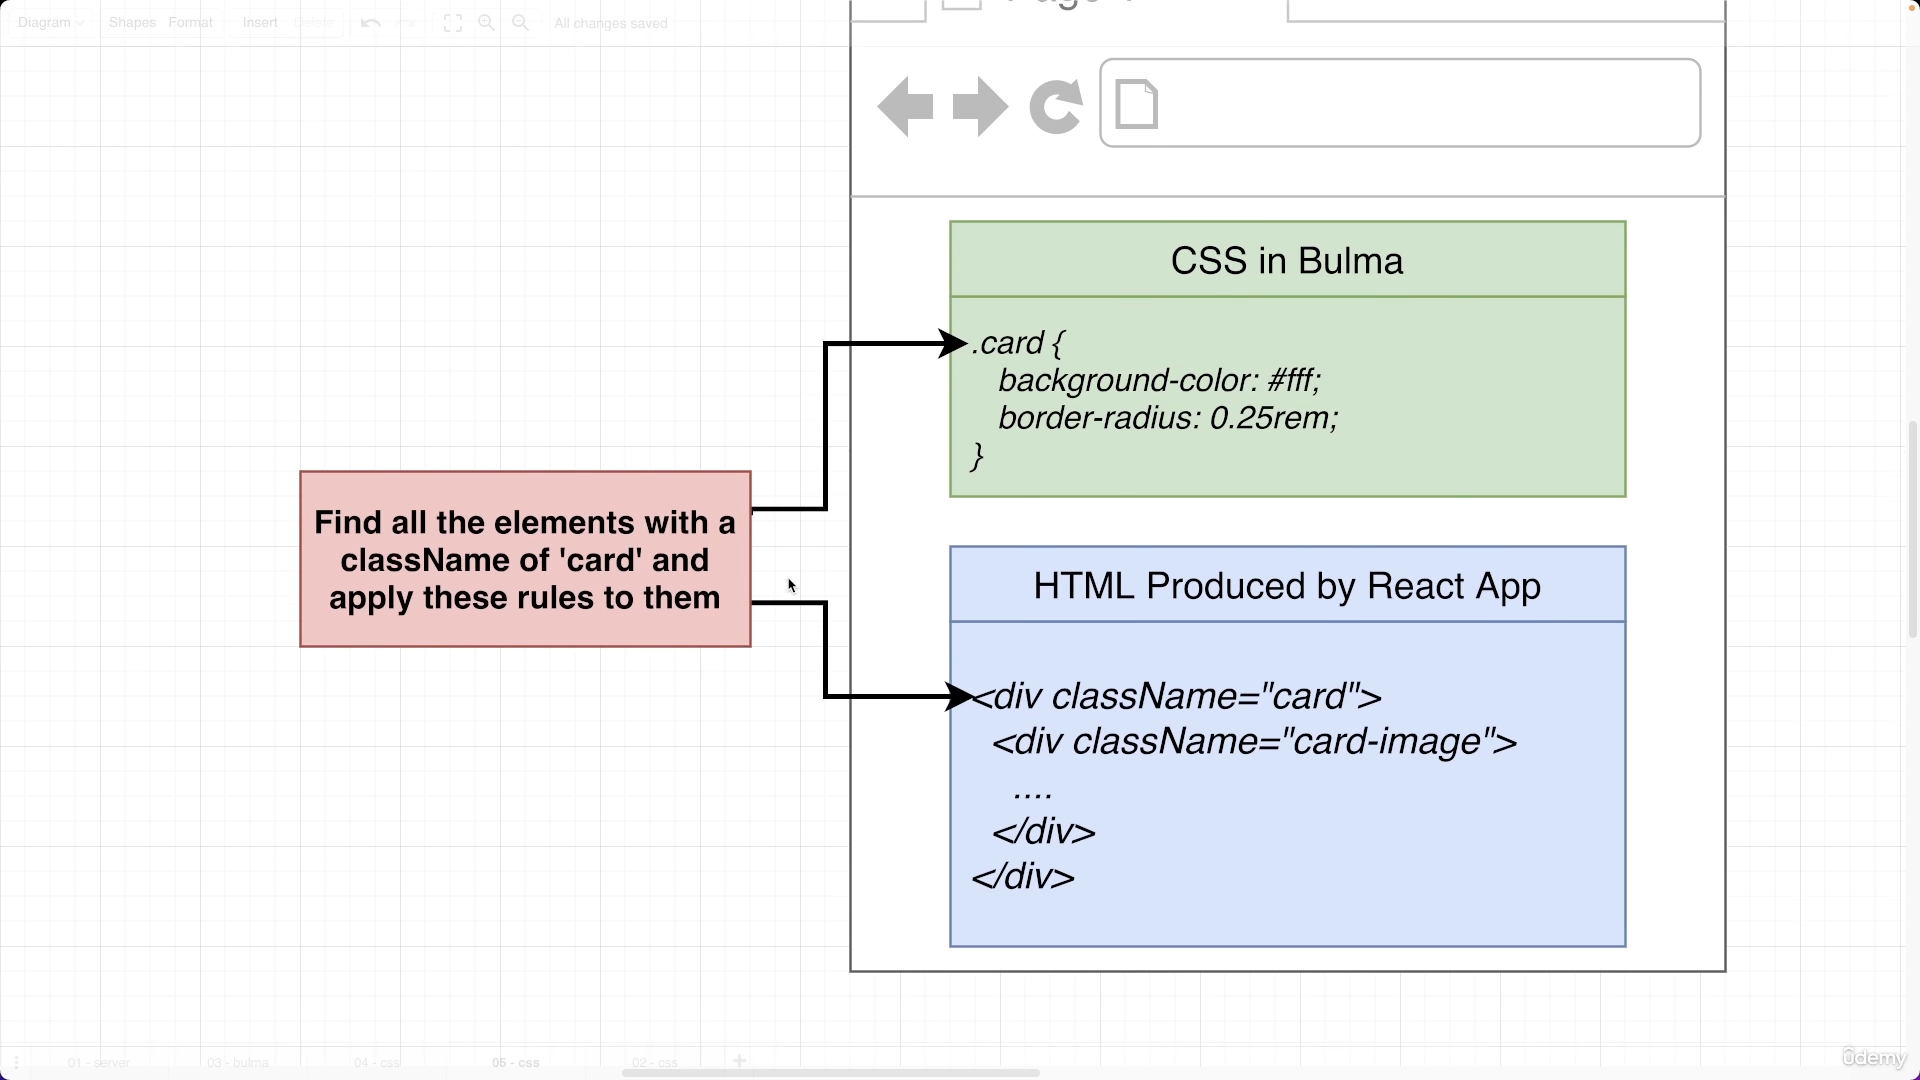 Diagram
Shapes
Format
Insert
Delete
All changes saved
CSS in Bulma
.card {
background-color: #fff;
border-radius: 0.25rem;
}
Find all the elements with a
className of 'card' and
apply these rules to them
HTML Produced by React App
<div className="card">
<div className="card-image">
....
</div>
</div>
01 - server
03 - bulma
04 - css
05 - css
02 - css
udemy